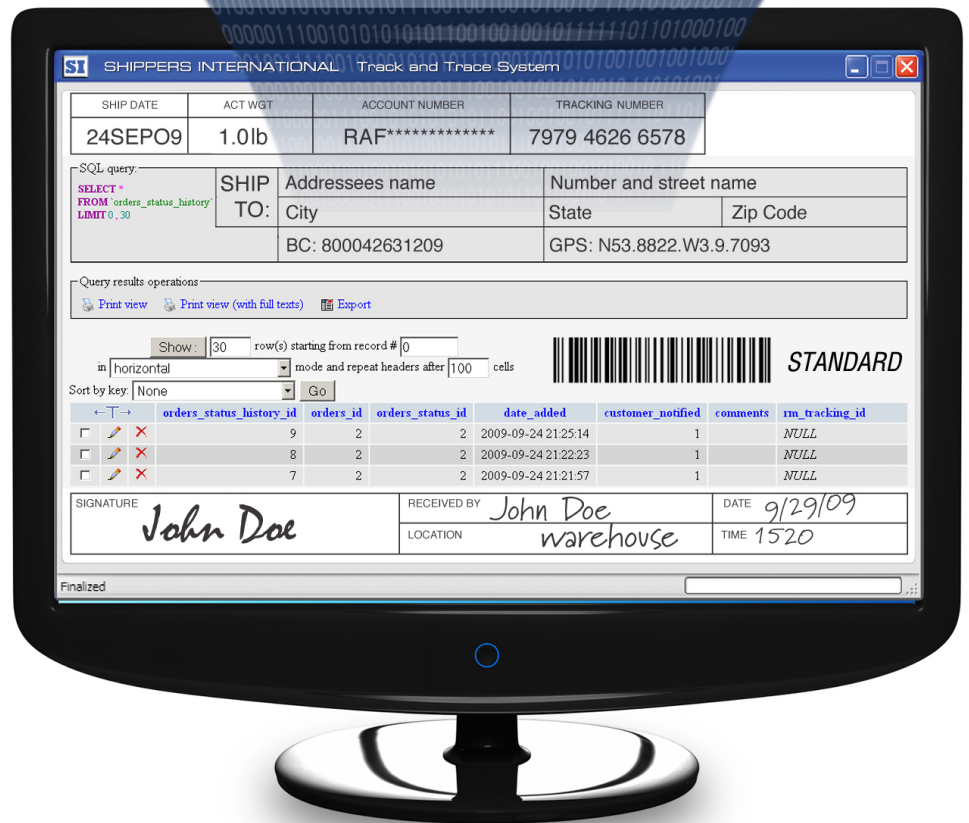 SI SHIPPERS INTERNATIONAL Track and Trace System
SHIP DATE ACT WGT ACCOUNT NUMBER TRACKING NUMBER
24SEPO9 1.0lb RAF************* 7979 4626 6578
SQL query:
SELECT *
FROM `orders_status_history`
LIMIT 0 , 30
SHIP TO:
Addressees name Number and street name
City State Zip Code
BC: 800042631209 GPS: N53.8822.W3.9.7093
Query results operations
Print view Print view (with full texts) Export
Show : 30 row(s) starting from record # 0
in horizontal mode and repeat headers after 100 cells
Sort by key: None Go
STANDARD
←T→ orders_status_history_id orders_id orders_status_id date_added customer_notified comments rm_tracking_id
9 2 2 2009-09-24 21:25:14 1 NULL
8 2 2 2009-09-24 21:22:23 1 NULL
7 2 2 2009-09-24 21:21:57 1 NULL
SIGNATURE John Doe
RECEIVED BY John Doe DATE 9/29/09
LOCATION warehouse TIME 1520
Finalized